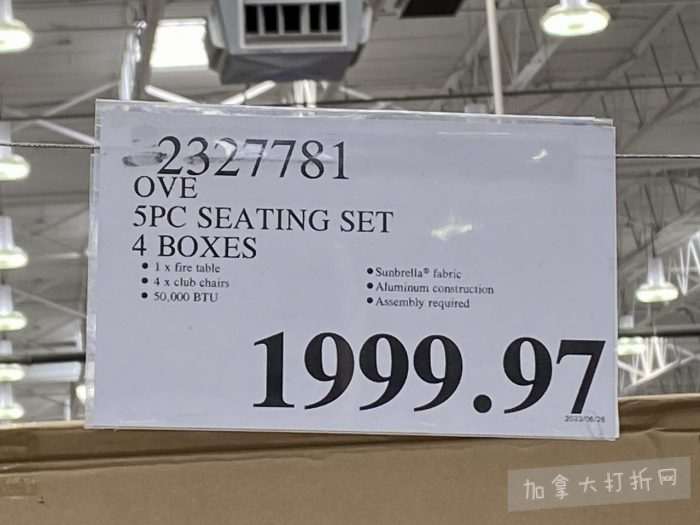 2327781
OVE
5PC SEATING SET
4 BOXES
• 1 x fire table
• 4 x club chairs
• 50,000 BTU
• Sunbrella® fabric
• Aluminum construction
• Assembly required
1999.97
2023/06/26
加拿大打折网